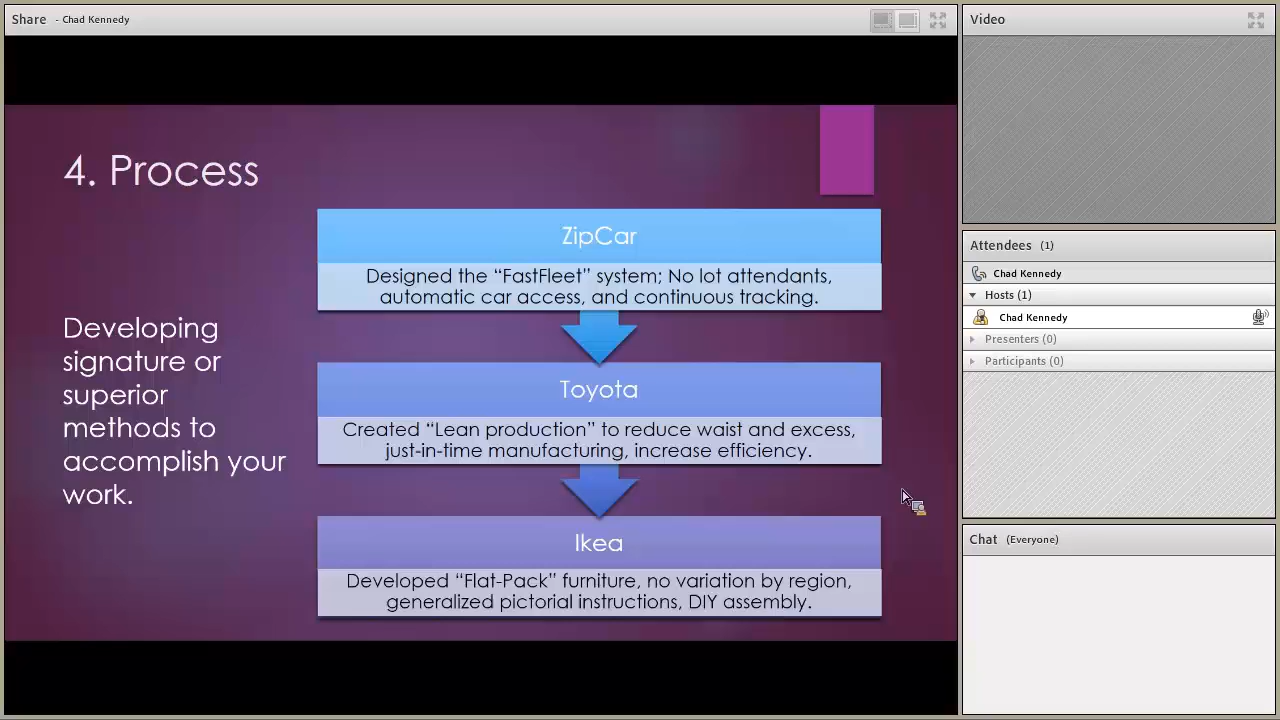 Share - Chad Kennedy
4. Process
Developing
signature or
superior
methods to
accomplish your
work.
ZipCar
Designed the “FastFleet” system; No lot attendants,
automatic car access, and continuous tracking.
Toyota
Created “Lean production” to reduce waist and excess,
just-in-time manufacturing, increase efficiency.
Ikea
Developed “Flat-Pack” furniture, no variation by region,
generalized pictorial instructions, DIY assembly.
Video
Attendees (1)
Chad Kennedy
Hosts (1)
Chad Kennedy
Presenters (0)
Participants (0)
Chat (Everyone)